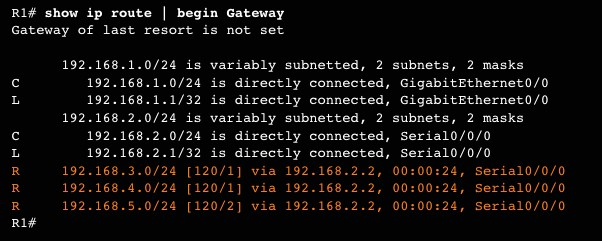 R1# show ip route | begin Gateway
Gateway of last resort is not set
192.168.1.0/24 is variably subnetted, 2 subnets, 2 masks
C 192.168.1.0/24 is directly connected, GigabitEthernet0/0
L 192.168.1.1/32 is directly connected, GigabitEthernet0/0
192.168.2.0/24 is variably subnetted, 2 subnets, 2 masks
C 192.168.2.0/24 is directly connected, Serial0/0/0
L 192.168.2.1/32 is directly connected, Serial0/0/0
R 192.168.3.0/24 [120/1] via 192.168.2.2, 00:00:24, Serial0/0/0
R 192.168.4.0/24 [120/1] via 192.168.2.2, 00:00:24, Serial0/0/0
R 192.168.5.0/24 [120/2] via 192.168.2.2, 00:00:24, Serial0/0/0
R1#